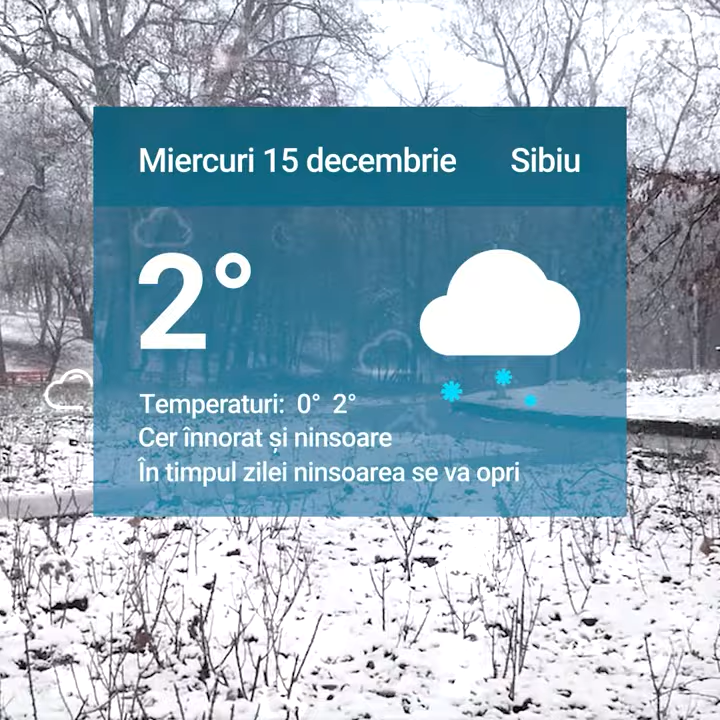 Miercuri 15 decembrie Sibiu
2°
Temperaturi: 0° 2°
Cer înnorat și ninsoare
În timpul zilei ninsoarea se va opri